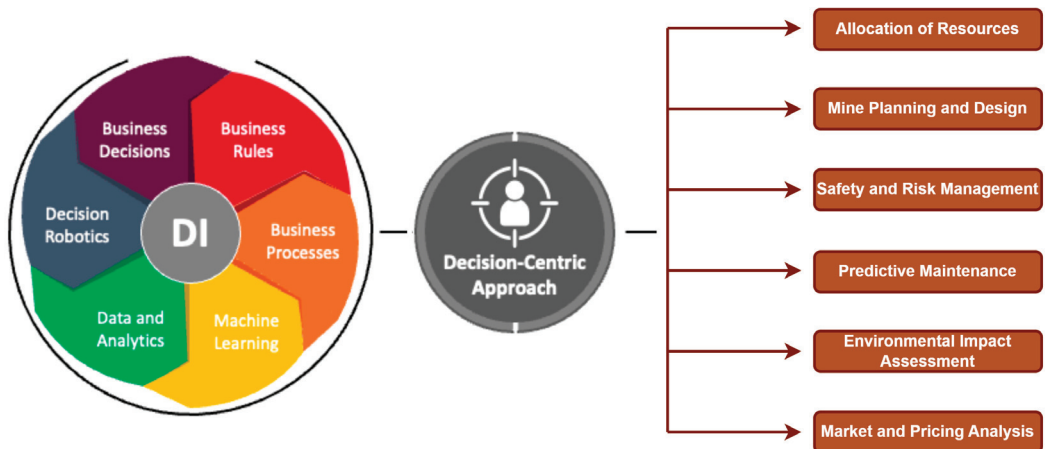 Business
Decisions
Business
Rules
Decision
Robotics
DI
Business
Processes
Data and
Analytics
Machine
Learning
Decision-Centric
Approach
Allocation of Resources
Mine Planning and Design
Safety and Risk Management
Predictive Maintenance
Environmental Impact
Assessment
Market and Pricing Analysis